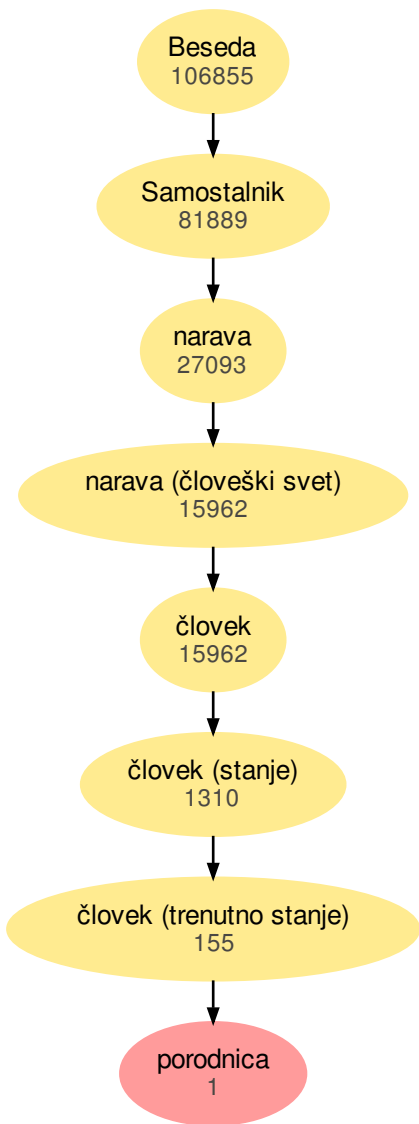 Beseda
106855
Samostalnik
81889
narava
27093
narava (človeški svet)
15962
človek
15962
človek (stanje)
1310
človek (trenutno stanje)
155
porodnica
1